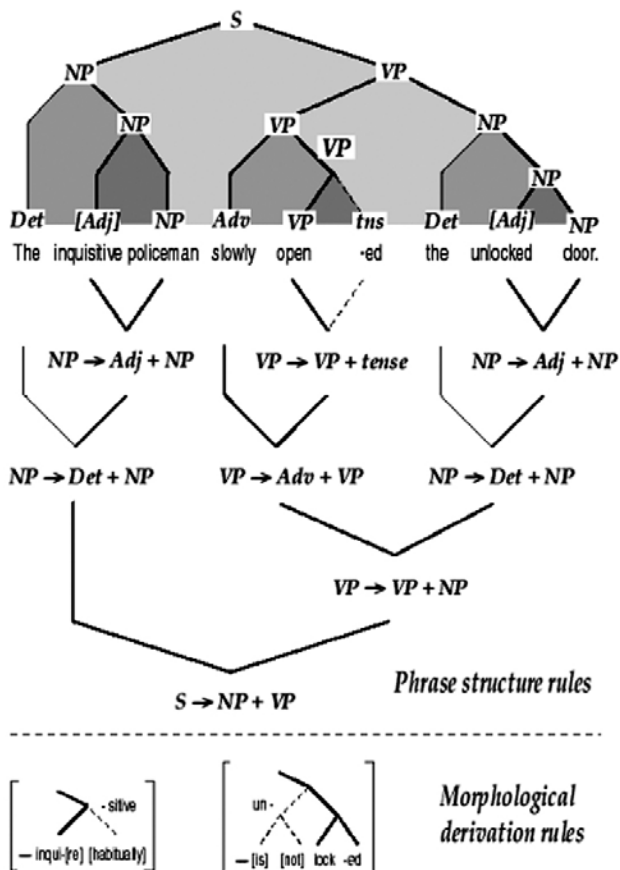 S
NP VP
NP VP VP NP
NP
Det [Adj] NP Adv VP tns Det [Adj] NP
The inquisitive policeman slowly open -ed the unlocked door.
NP → Adj + NP VP → VP + tense NP → Adj + NP
NP → Det + NP VP → Adv + VP NP → Det + NP
VP → VP + NP
Phrase structure rules
S → NP + VP
- sitive
un -
— inqui-[re] [habitually]
— [is] [not] lock -ed
Morphological
derivation rules